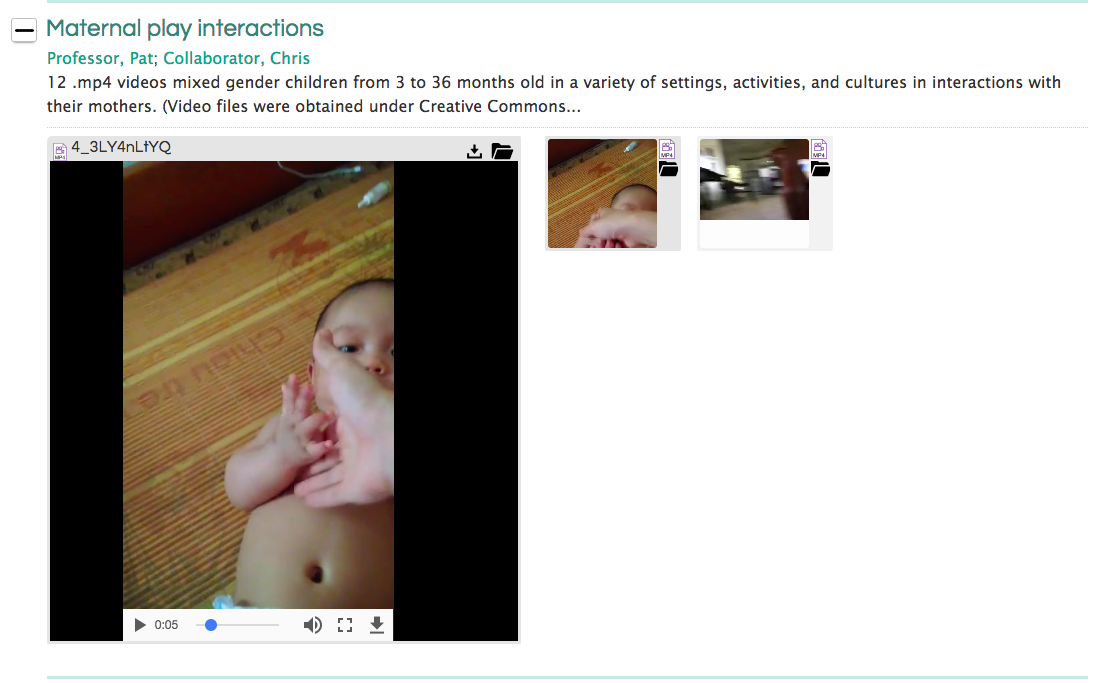 Maternal play interactions
Professor, Pat; Collaborator, Chris
12 .mp4 videos mixed gender children from 3 to 36 months old in a variety of settings, activities, and cultures in interactions with
their mothers. (Video files were obtained under Creative Commons...
MP4
4_3LY4nLtYQ
MP4
MP4
Chieu tre
0:05